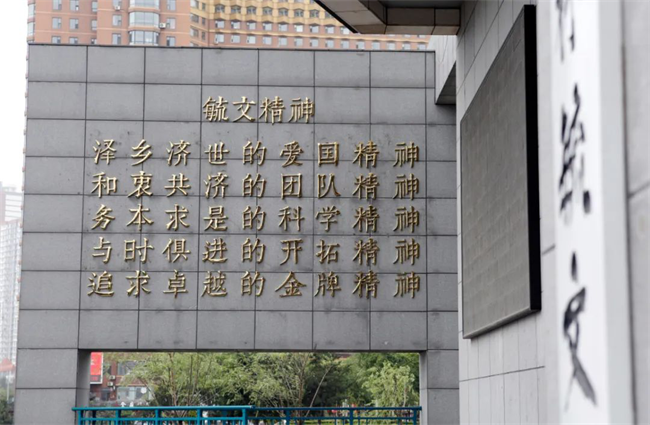 毓文精神
泽乡济世的爱国精神
和衷共济的团队精神
务本求是的科学精神
与时俱进的开拓精神
追求卓越的金牌精神
毓文